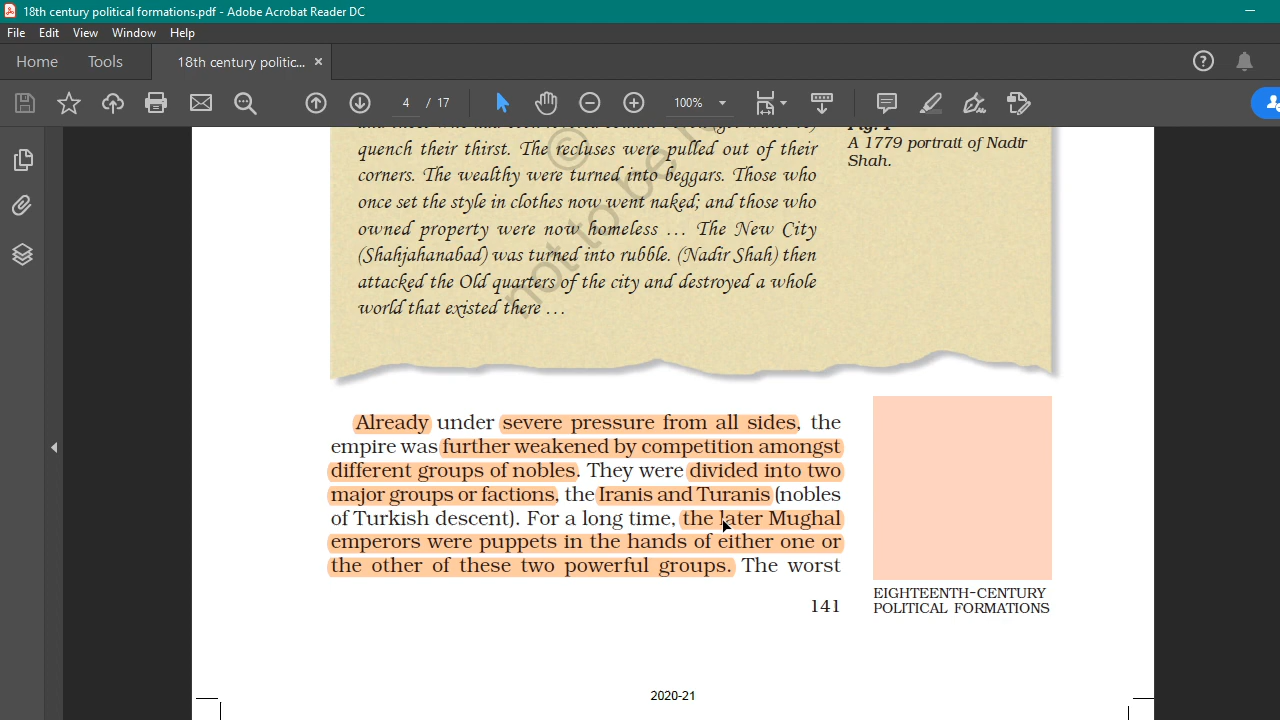 18th century political formations.pdf - Adobe Acrobat Reader DC
File Edit View Window Help
Home Tools 18th century politic... ×
4 / 17 100%
quench their thirst. The recluses were pulled out of their
corners. The wealthy were turned into beggars. Those who
once set the style in clothes now went naked; and those who
owned property were now homeless … The New City
(Shahjahanabad) was turned into rubble. (Nadir Shah) then
attacked the Old quarters of the city and destroyed a whole
world that existed there …
A 1779 portrait of Nadir
Shah.
© not to be
Already under severe pressure from all sides, the
empire was further weakened by competition amongst
different groups of nobles. They were divided into two
major groups or factions, the Iranis and Turanis (nobles
of Turkish descent). For a long time, the later Mughal
emperors were puppets in the hands of either one or
the other of these two powerful groups. The worst
141
EIGHTEENTH-CENTURY
POLITICAL FORMATIONS
2020-21